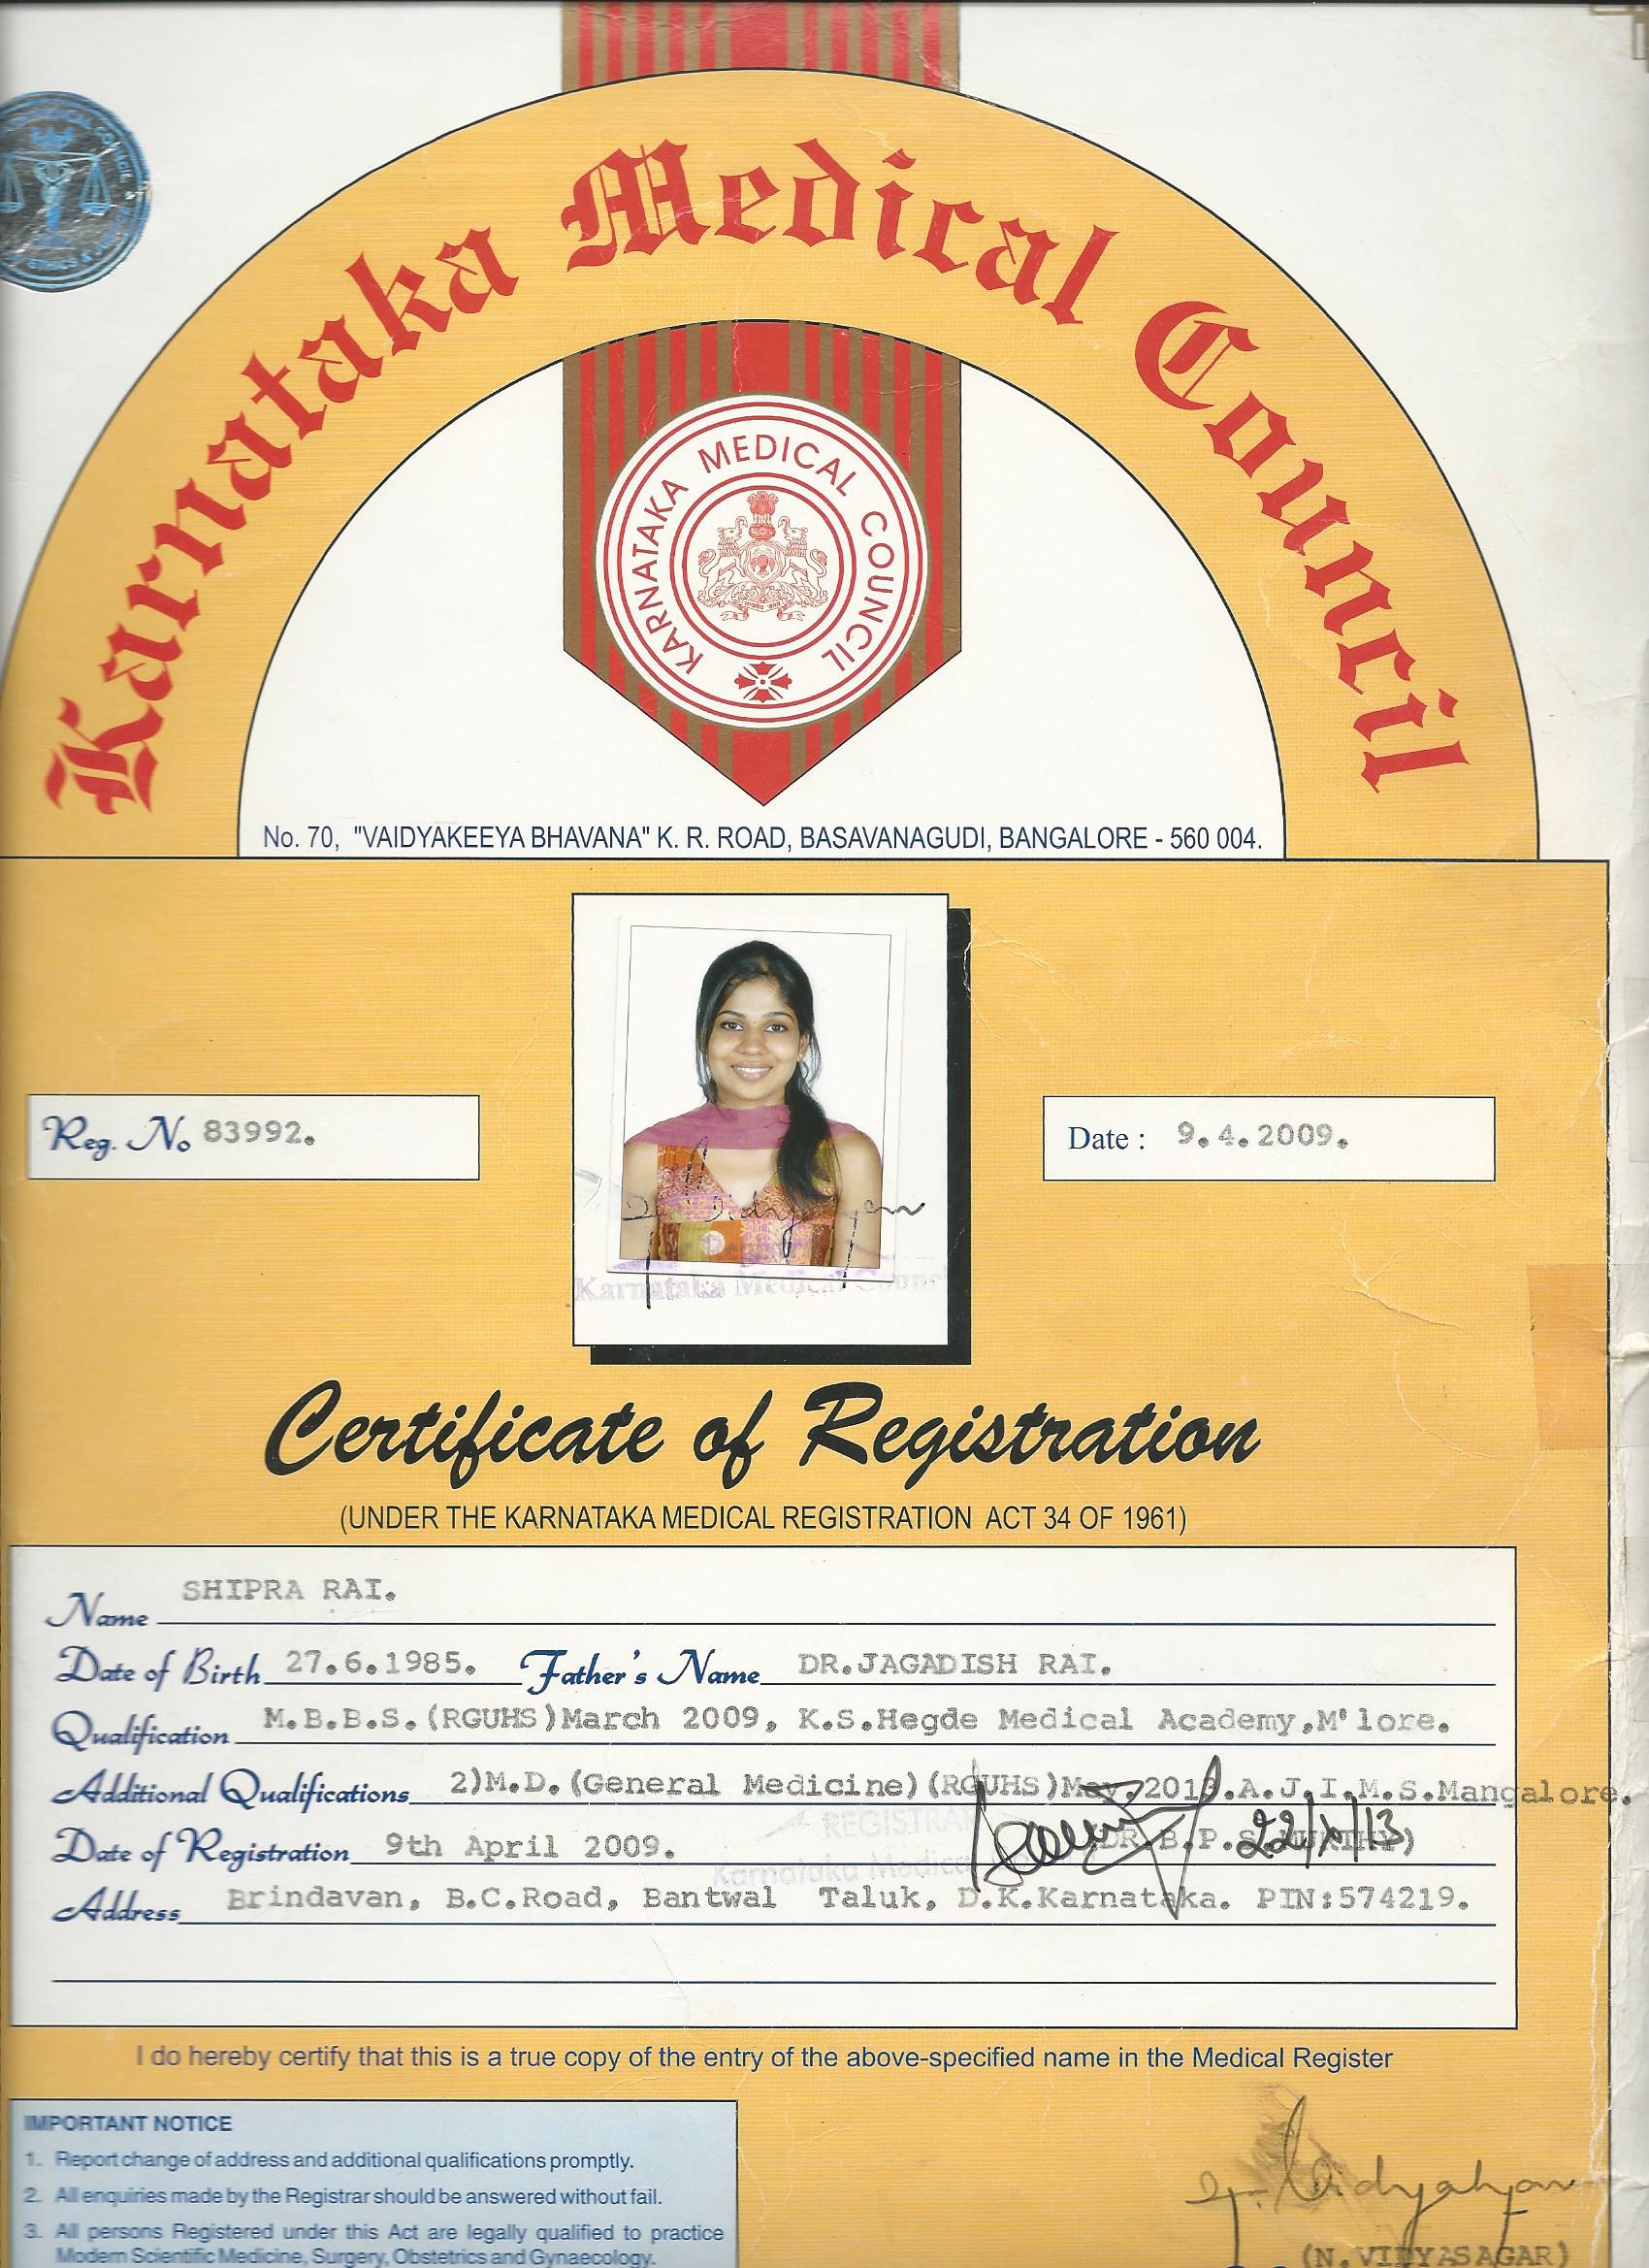 Karnataka Medical Council
KARNATAKA MEDICAL COUNCIL
No. 70, "VAIDYAKEEYA BHAVANA" K. R. ROAD, BASAVANAGUDI, BANGALORE - 560 004.
Reg. No 83992.
Date : 9.4.2009.
Karnataka Medical Counc
Certificate of Registration
(UNDER THE KARNATAKA MEDICAL REGISTRATION ACT 34 OF 1961)
Name SHIPRA RAI.
Date of Birth 27.6.1985. Father's Name DR.JAGADISH RAI.
Qualification M.B.B.S.(RGUHS)March 2009, K.S.Hegde Medical Academy,M'lore.
Additional Qualifications 2)M.D.(General Medicine)(RGUHS)May.2013.A.J.I.M.S.Mangalore.
REGISTRAR
Date of Registration 9th April 2009. (DR.B.P.S.
Karnataka Medical
Address Brindavan, B.C.Road, Bantwal Taluk, D.K.Karnataka. PIN:574219.
I do hereby certify that this is a true copy of the entry of the above-specified name in the Medical Register
IMPORTANT NOTICE
1. Report change of address and additional qualifications promptly.
2. All enquiries made by the Registrar should be answered without fail.
3. All persons Registered under this Act are legally qualified to practice
Modern Scientific Medicine, Surgery, Obstetrics and Gynaecology.
(N.VIDYASAGAR)